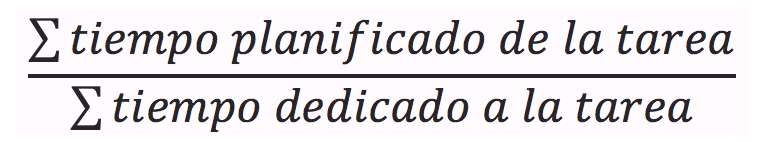 ∑ tiempo planificado de la tarea
∑ tiempo dedicado a la tarea